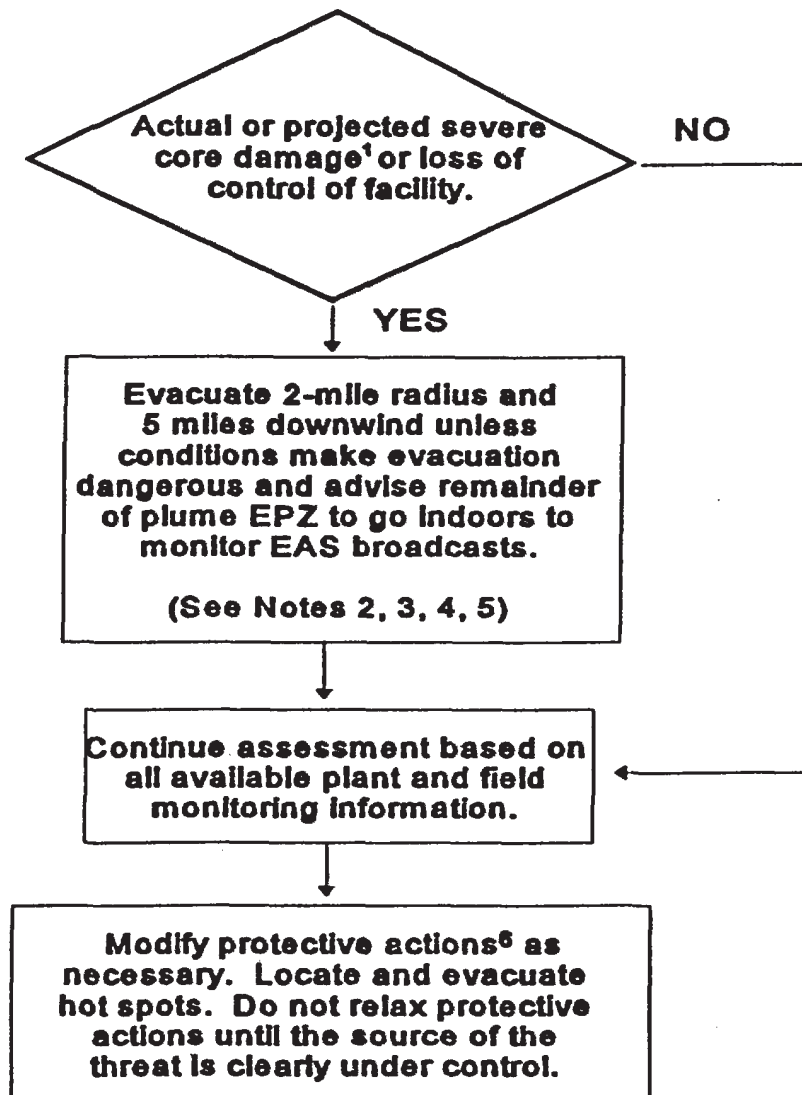 Actual or projected severe
core damage¹ or loss of
control of facility.
NO
YES
Evacuate 2-mile radius and
5 miles downwind unless
conditions make evacuation
dangerous and advise remainder
of plume EPZ to go indoors to
monitor EAS broadcasts.
(See Notes 2, 3, 4, 5)
Continue assessment based on
all available plant and field
monitoring information.
Modify protective actions⁶ as
necessary. Locate and evacuate
hot spots. Do not relax protective
actions until the source of the
threat is clearly under control.